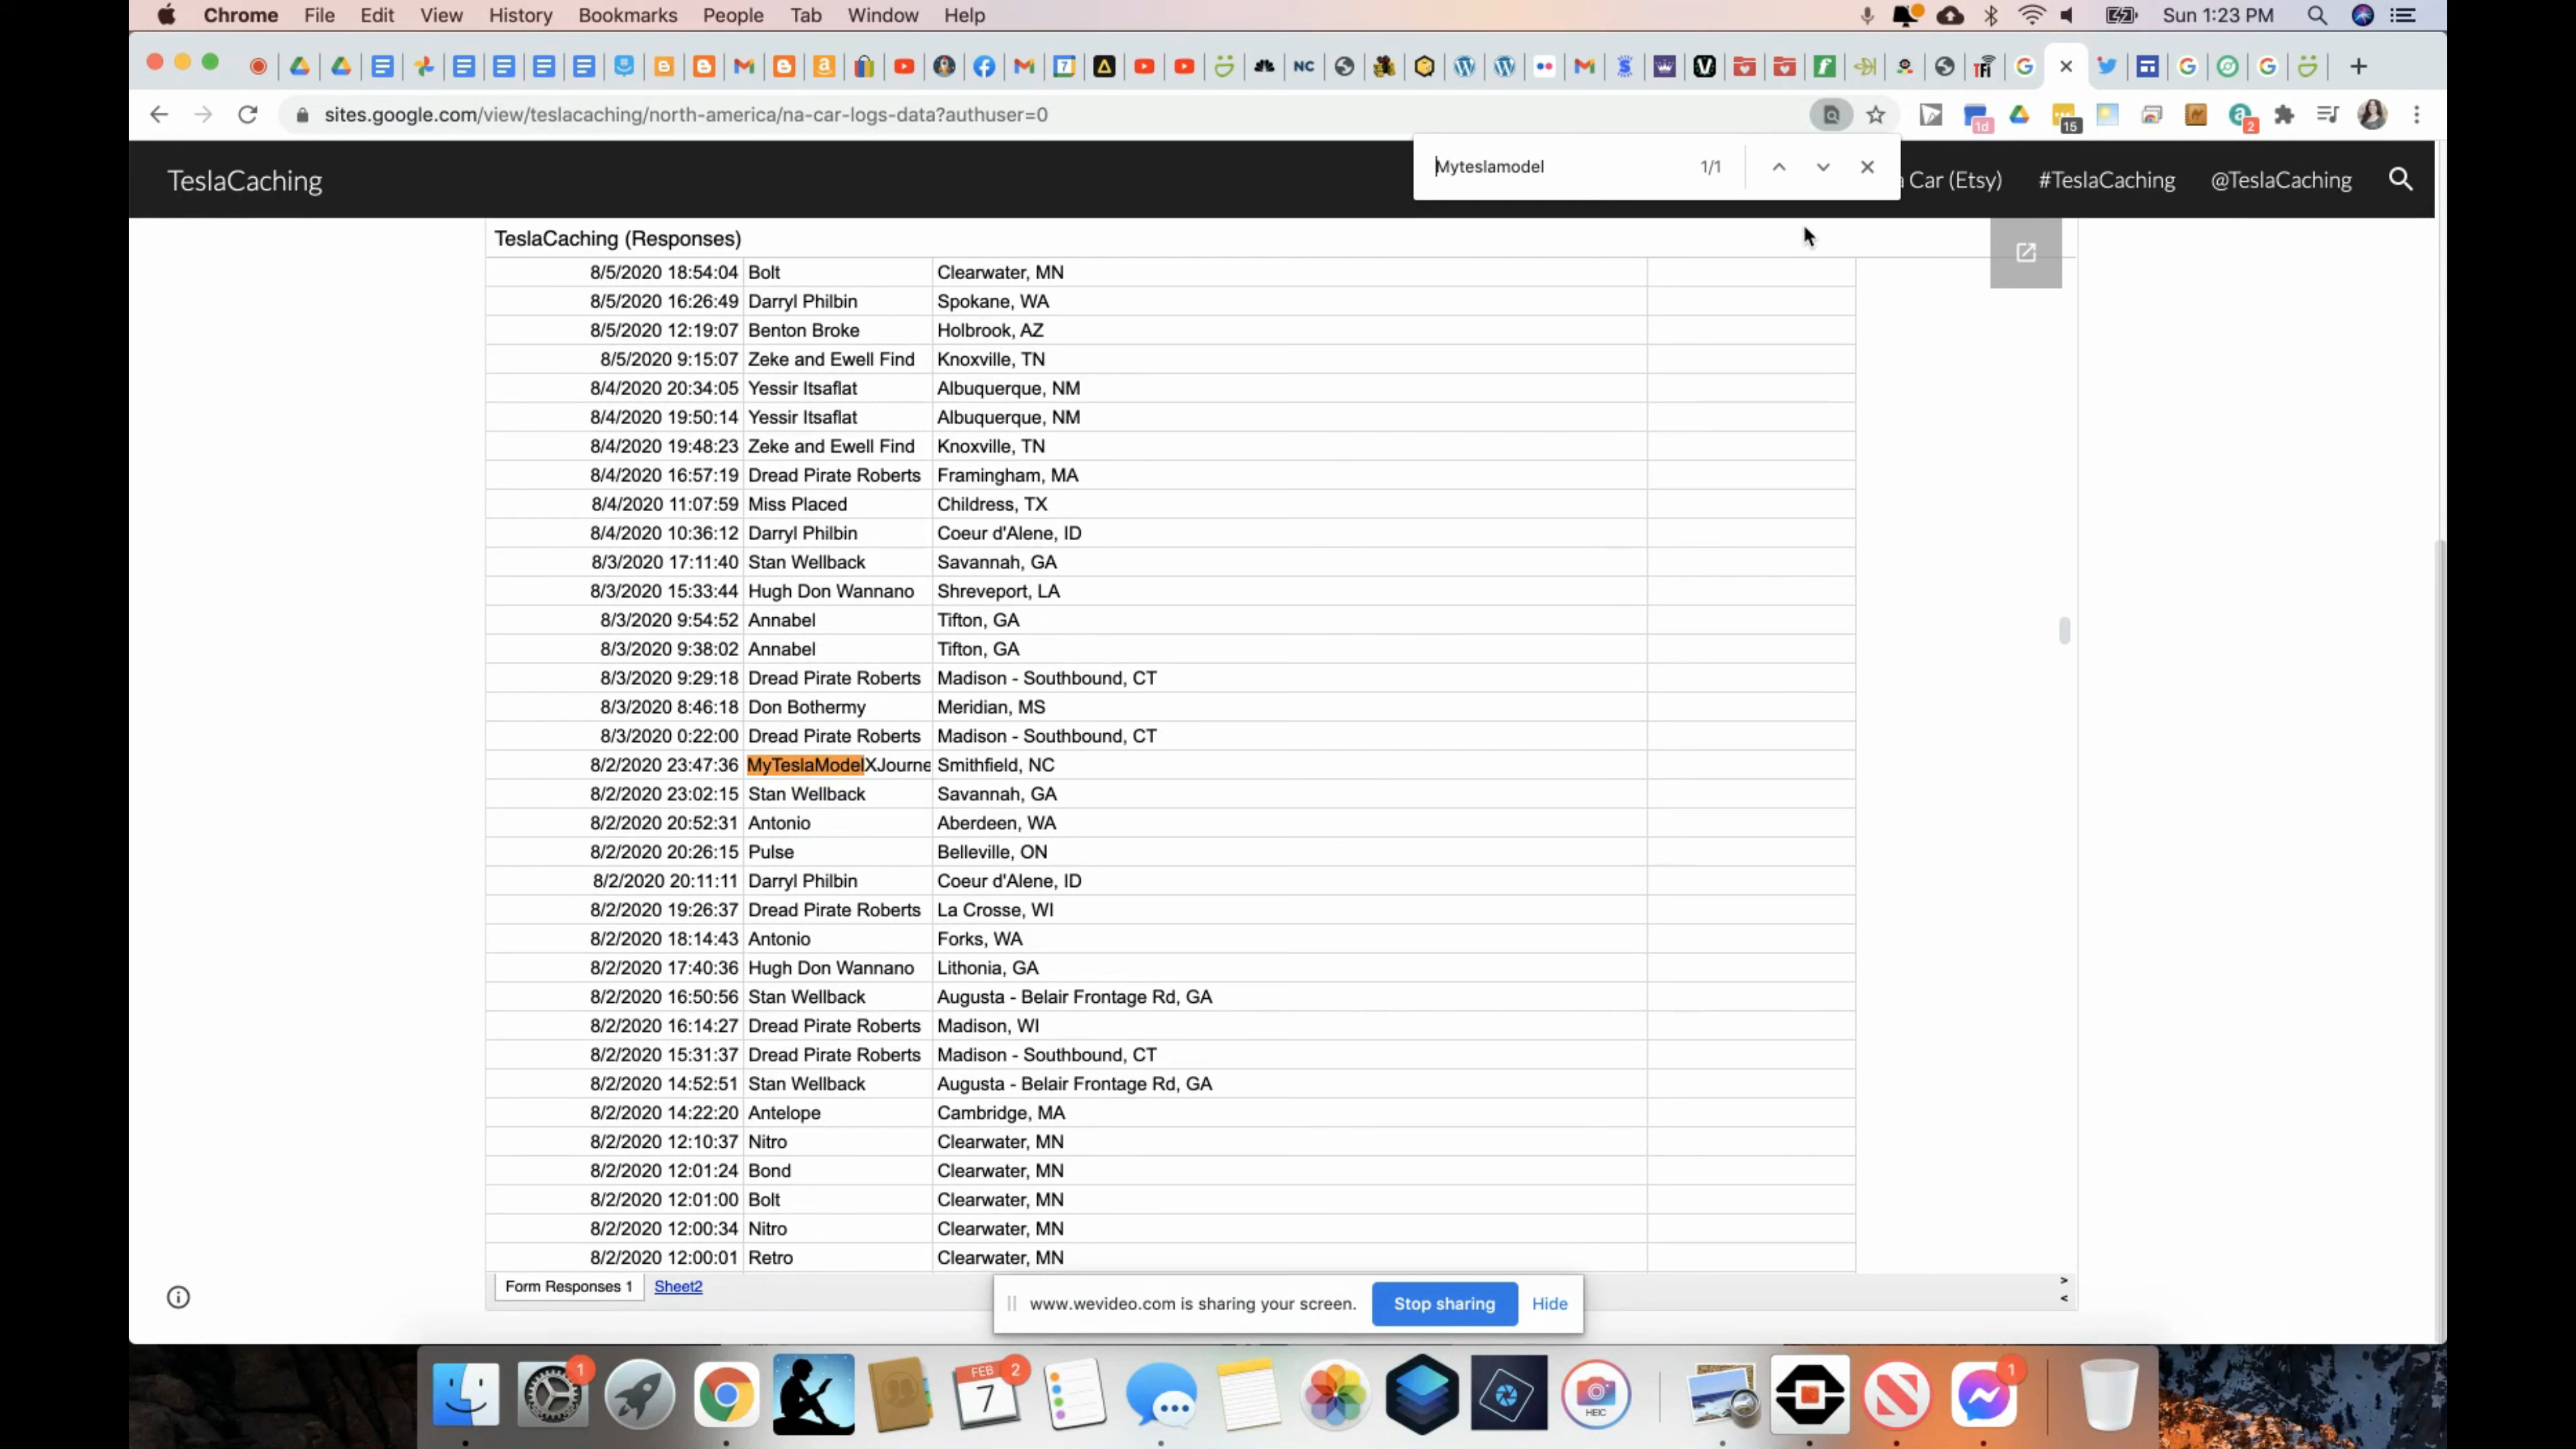 Chrome File Edit View History Bookmarks People Tab Window Help Sun 1:23 PM
NC
sites.google.com/view/teslacaching/north-america/na-car-logs-data?authuser=0 1d 15 2
Myteslamodel 1/1
TeslaCaching Car (Etsy) #TeslaCaching @TeslaCaching
TeslaCaching (Responses)
8/5/2020 18:54:04 Bolt Clearwater, MN
8/5/2020 16:26:49 Darryl Philbin Spokane, WA
8/5/2020 12:19:07 Benton Broke Holbrook, AZ
8/5/2020 9:15:07 Zeke and Ewell Find Knoxville, TN
8/4/2020 20:34:05 Yessir Itsaflat Albuquerque, NM
8/4/2020 19:50:14 Yessir Itsaflat Albuquerque, NM
8/4/2020 19:48:23 Zeke and Ewell Find Knoxville, TN
8/4/2020 16:57:19 Dread Pirate Roberts Framingham, MA
8/4/2020 11:07:59 Miss Placed Childress, TX
8/4/2020 10:36:12 Darryl Philbin Coeur d'Alene, ID
8/3/2020 17:11:40 Stan Wellback Savannah, GA
8/3/2020 15:33:44 Hugh Don Wannano Shreveport, LA
8/3/2020 9:54:52 Annabel Tifton, GA
8/3/2020 9:38:02 Annabel Tifton, GA
8/3/2020 9:29:18 Dread Pirate Roberts Madison - Southbound, CT
8/3/2020 8:46:18 Don Bothermy Meridian, MS
8/3/2020 0:22:00 Dread Pirate Roberts Madison - Southbound, CT
8/2/2020 23:47:36 MyTeslaModelXJourne Smithfield, NC
8/2/2020 23:02:15 Stan Wellback Savannah, GA
8/2/2020 20:52:31 Antonio Aberdeen, WA
8/2/2020 20:26:15 Pulse Belleville, ON
8/2/2020 20:11:11 Darryl Philbin Coeur d'Alene, ID
8/2/2020 19:26:37 Dread Pirate Roberts La Crosse, WI
8/2/2020 18:14:43 Antonio Forks, WA
8/2/2020 17:40:36 Hugh Don Wannano Lithonia, GA
8/2/2020 16:50:56 Stan Wellback Augusta - Belair Frontage Rd, GA
8/2/2020 16:14:27 Dread Pirate Roberts Madison, WI
8/2/2020 15:31:37 Dread Pirate Roberts Madison - Southbound, CT
8/2/2020 14:52:51 Stan Wellback Augusta - Belair Frontage Rd, GA
8/2/2020 14:22:20 Antelope Cambridge, MA
8/2/2020 12:10:37 Nitro Clearwater, MN
8/2/2020 12:01:24 Bond Clearwater, MN
8/2/2020 12:01:00 Bolt Clearwater, MN
8/2/2020 12:00:34 Nitro Clearwater, MN
8/2/2020 12:00:01 Retro Clearwater, MN
Form Responses 1 Sheet2
www.wevideo.com is sharing your screen. Stop sharing Hide
1 FEB 7 2 HEIC 1